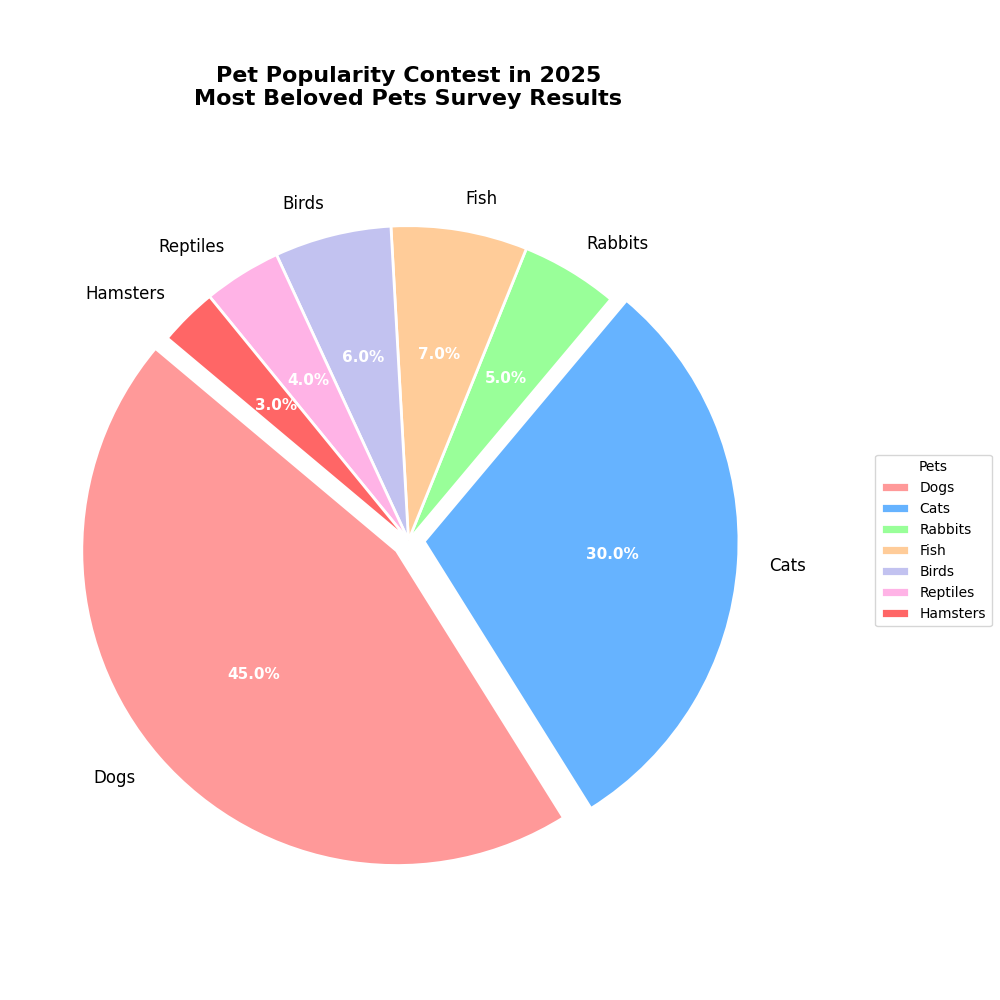 Pet Popularity Contest in 2025
Most Beloved Pets Survey Results
Fish
Birds
Rabbits
Reptiles
Hamsters
7.0%
6.0%
5.0%
4.0%
3.0%
30.0%
Cats
45.0%
Dogs
Pets
Dogs
Cats
Rabbits
Fish
Birds
Reptiles
Hamsters